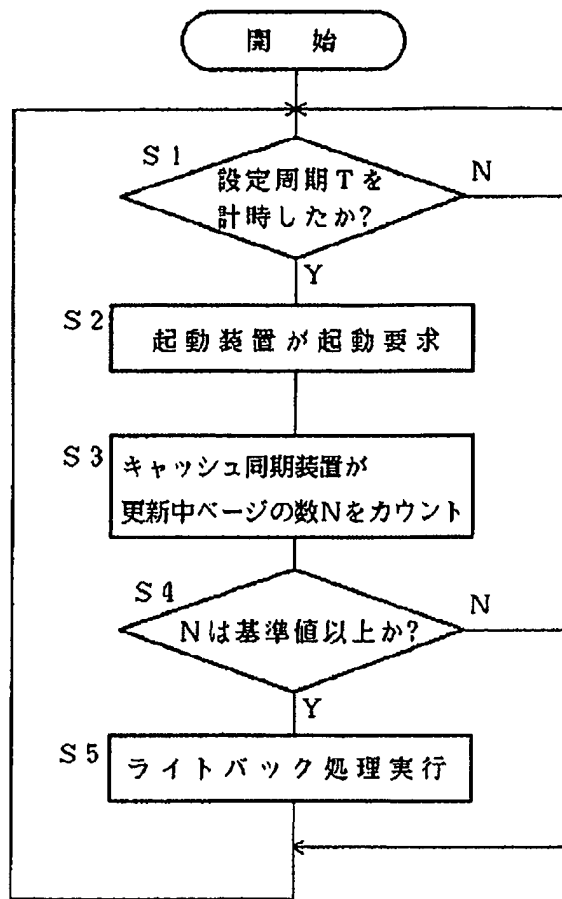 開始
S1
設定周期Tを
計時したか?
N
Y
S2
起動装置が起動要求
S3
キャッシュ同期装置が
更新中ページの数Nをカウント
S4
Nは基準値以上か?
N
Y
S5
ライトバック処理実行